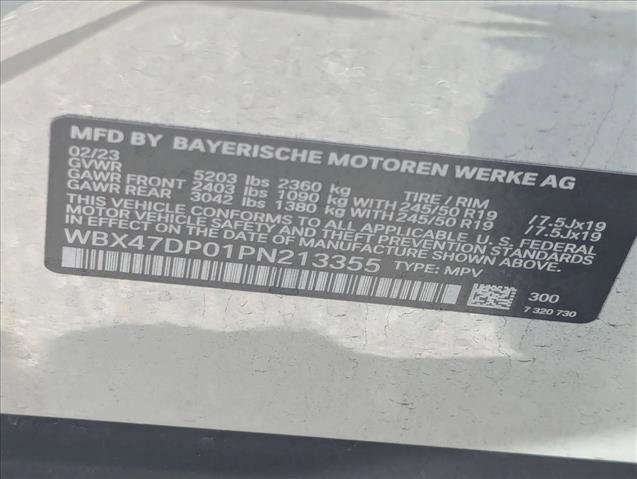 MFD BY BAYERISCHE MOTOREN WERKE AG
02/23
GVWR 5203 lbs 2360 kg TIRE / RIM
GAWR FRONT 2403 lbs 1090 kg WITH 245/50 R19 /7.5Jx19
GAWR REAR 3042 lbs 1380 kg WITH 245/50 R19 /7.5Jx19
THIS VEHICLE CONFORMS TO ALL APPLICABLE FEDERAL
MOTOR VEHICLE SAFETY AND THEFT PREVENTION STANDARDS
IN EFFECT ON THE DATE OF MANUFACTURE SHOWN ABOVE.
WBX47DP01PN213355 TYPE: MPV
300
7 320 730